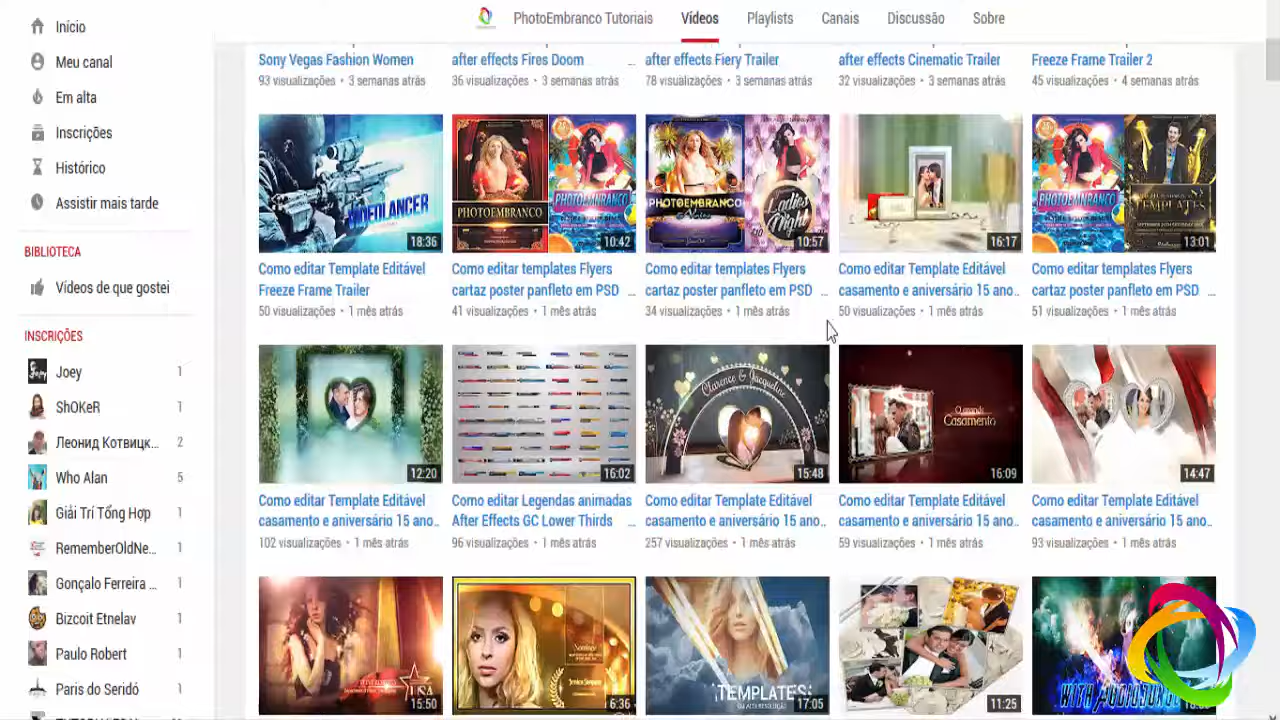 Início
Meu canal
Em alta
Inscrições
Histórico
Assistir mais tarde
BIBLIOTECA
Vídeos de que gostei
INSCRIÇÕES
Joey 1
ShOKeR 1
Леонид Котвицк... 2
Who Alan 5
Giải Trí Tổng Hợp 1
RememberOldNe... 1
Gonçalo Ferreira ... 1
Bizcoit Etnelav 1
Paulo Robert 1
Paris do Seridó 1
PhotoEmbranco Tutoriais Vídeos Playlists Canais Discussão Sobre
Sony Vegas Fashion Women
93 visualizações • 3 semanas atrás
after effects Fires Doom ...
36 visualizações • 3 semanas atrás
after effects Fiery Trailer
78 visualizações • 3 semanas atrás
after effects Cinematic Trailer
32 visualizações • 3 semanas atrás
Freeze Frame Trailer 2
45 visualizações • 4 semanas atrás
VIDEOLANCER
18:36
Como editar Template Editável
Freeze Frame Trailer
50 visualizações • 1 mês atrás
PHOTOEMBRANCO
PHOTOEMBRANCO
10:42
Como editar templates Flyers
cartaz poster panfleto em PSD ...
41 visualizações • 1 mês atrás
PHOTOEMBRANCO
Ladies
Night
10:57
Como editar templates Flyers
cartaz poster panfleto em PSD ...
34 visualizações • 1 mês atrás
16:17
Como editar Template Editável
casamento e aniversário 15 ano..
50 visualizações • 1 mês atrás
PHOTOEMBRANCO
TEMPLATES
13:01
Como editar templates Flyers
cartaz poster panfleto em PSD ...
51 visualizações • 1 mês atrás
12:20
Como editar Template Editável
casamento e aniversário 15 ano..
102 visualizações • 1 mês atrás
16:02
Como editar Legendas animadas
After Effects GC Lower Thirds ...
96 visualizações • 1 mês atrás
Clarence & Jacqueline
15:48
Como editar Template Editável
casamento e aniversário 15 ano..
257 visualizações • 1 mês atrás
O grande
Casamento
16:09
Como editar Template Editável
casamento e aniversário 15 ano..
59 visualizações • 1 mês atrás
14:47
Como editar Template Editável
casamento e aniversário 15 ano..
93 visualizações • 1 mês atrás
15:50
6:36
TEMPLATES
17:05
11:25